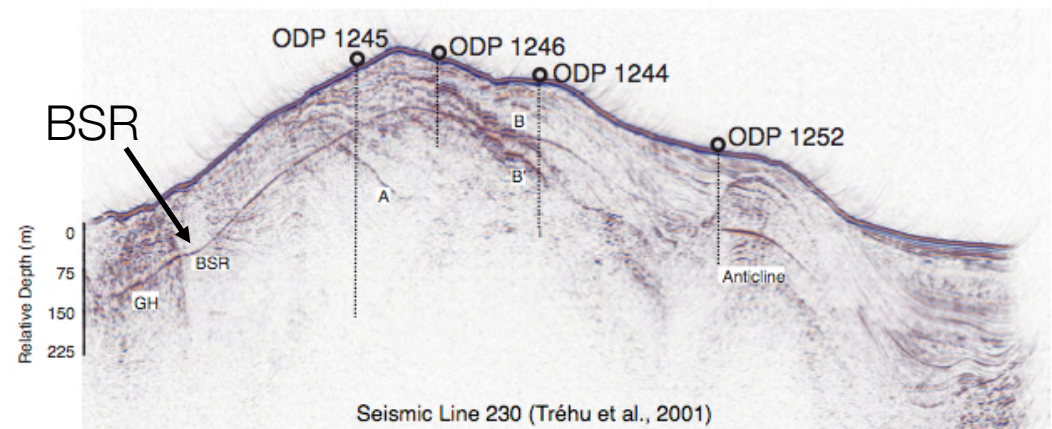 ODP 1245
ODP 1246
ODP 1244
BSR
B
ODP 1252
B'
A
Relative Depth (m)
0
75
150
225
BSR
GH
Anticline
Seismic Line 230 (Tréhu et al., 2001)